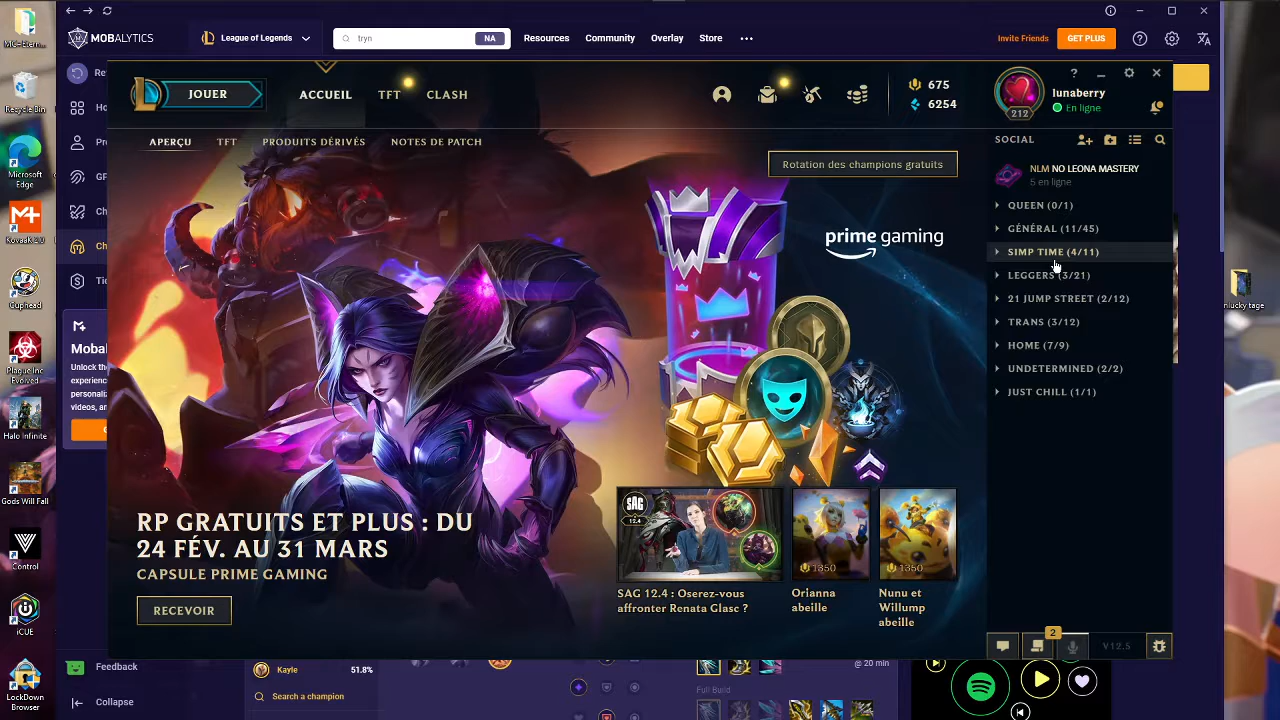 MOBALYTICS
League of Legends
tryn
NA
Resources
Community
Overlay
Store
Invite Friends
GET PLUS
JOUER
ACCUEIL
TFT
CLASH
675
6254
212
lunaberry
En ligne
APERÇU
TFT
PRODUITS DÉRIVÉS
NOTES DE PATCH
Rotation des champions gratuits
SOCIAL
NLM NO LEONA MASTERY
5 en ligne
QUEEN (0/1)
GÉNÉRAL (11/45)
SIMP TIME (4/11)
LEGGERS (3/21)
21 JUMP STREET (2/12)
TRANS (3/12)
HOME (7/9)
UNDETERMINED (2/2)
JUST CHILL (1/1)
prime gaming
RP GRATUITS ET PLUS : DU
24 FÉV. AU 31 MARS
CAPSULE PRIME GAMING
RECEVOIR
SAG
12.4
SAG 12.4 : Oserez-vous
affronter Renata Glasc ?
1350
Orianna
abeille
1350
Nunu et
Willump
abeille
2
V12.5
Recycle Bin
Microsoft
Edge
Cuphead
Plague Inc
Evolved
Halo Infinite
Gods Will Fall
Control
iCUE
LockDown
Browser
Feedback
Collapse
Kayle
51.8%
Search a champion
@ 20 min
Full Build